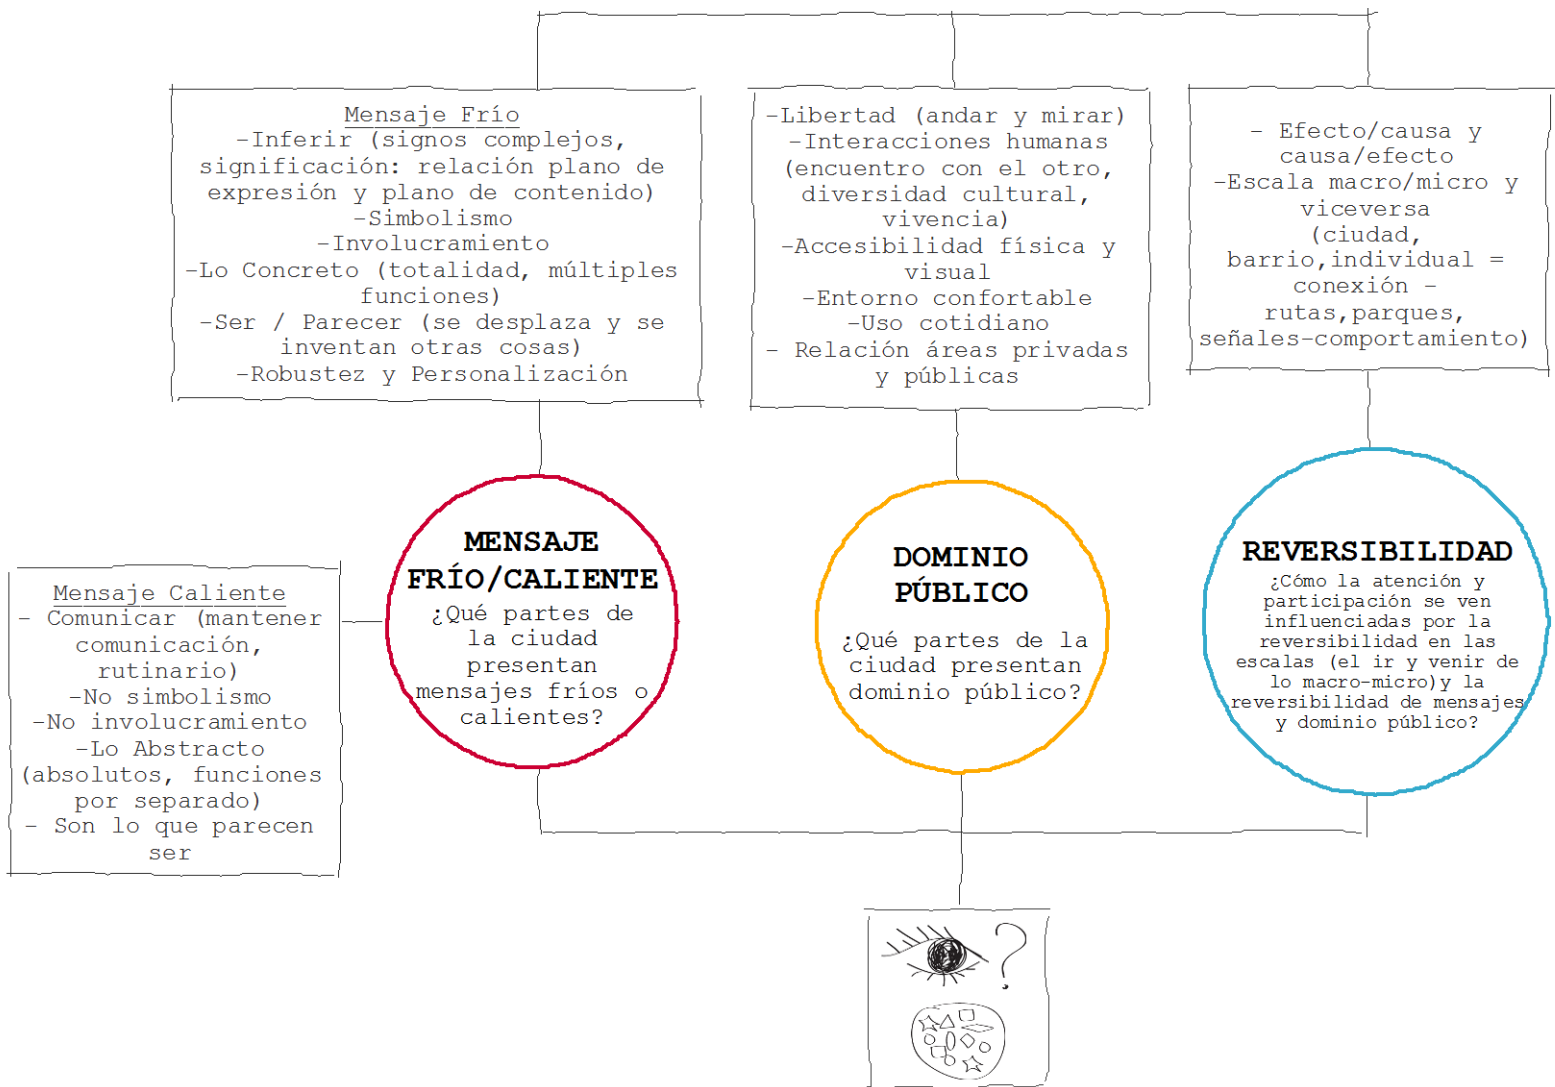 Mensaje Frío
-Inferir (signos complejos,
significación: relación plano de
expresión y plano de contenido)
-Simbolismo
-Involucramiento
-Lo Concreto (totalidad, múltiples
funciones)
-Ser / Parecer (se desplaza y se
inventan otras cosas)
-Robustez y Personalización
-Libertad (andar y mirar)
-Interacciones humanas
(encuentro con el otro,
diversidad cultural,
vivencia)
-Accesibilidad física y
visual
-Entorno confortable
-Uso cotidiano
- Relación áreas privadas
y públicas
- Efecto/causa y
causa/efecto
-Escala macro/micro y
viceversa
(ciudad,
barrio,individual =
conexión -
rutas,parques,
señales-comportamiento)
Mensaje Caliente
- Comunicar (mantener
comunicación,
rutinario)
-No simbolismo
-No involucramiento
-Lo Abstracto
(absolutos, funciones
por separado)
- Son lo que parecen
ser
MENSAJE
FRÍO/CALIENTE
¿Qué partes de
la ciudad
presentan
mensajes fríos o
calientes?
DOMINIO
PÚBLICO
¿Qué partes de la
ciudad presentan
dominio público?
REVERSIBILIDAD
¿Cómo la atención y
participación se ven
influenciadas por la
reversibilidad en las
escalas (el ir y venir de
lo macro-micro)y la
reversibilidad de mensajes
y dominio público?
?